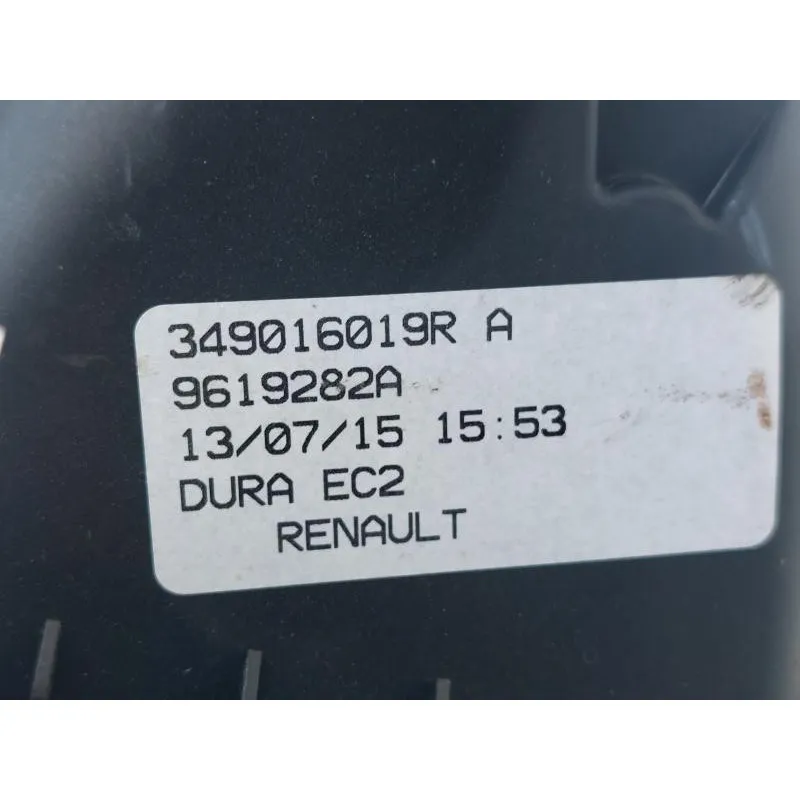 349016019R A
9619282A
13/07/15 15:53
DURA EC2
RENAULT